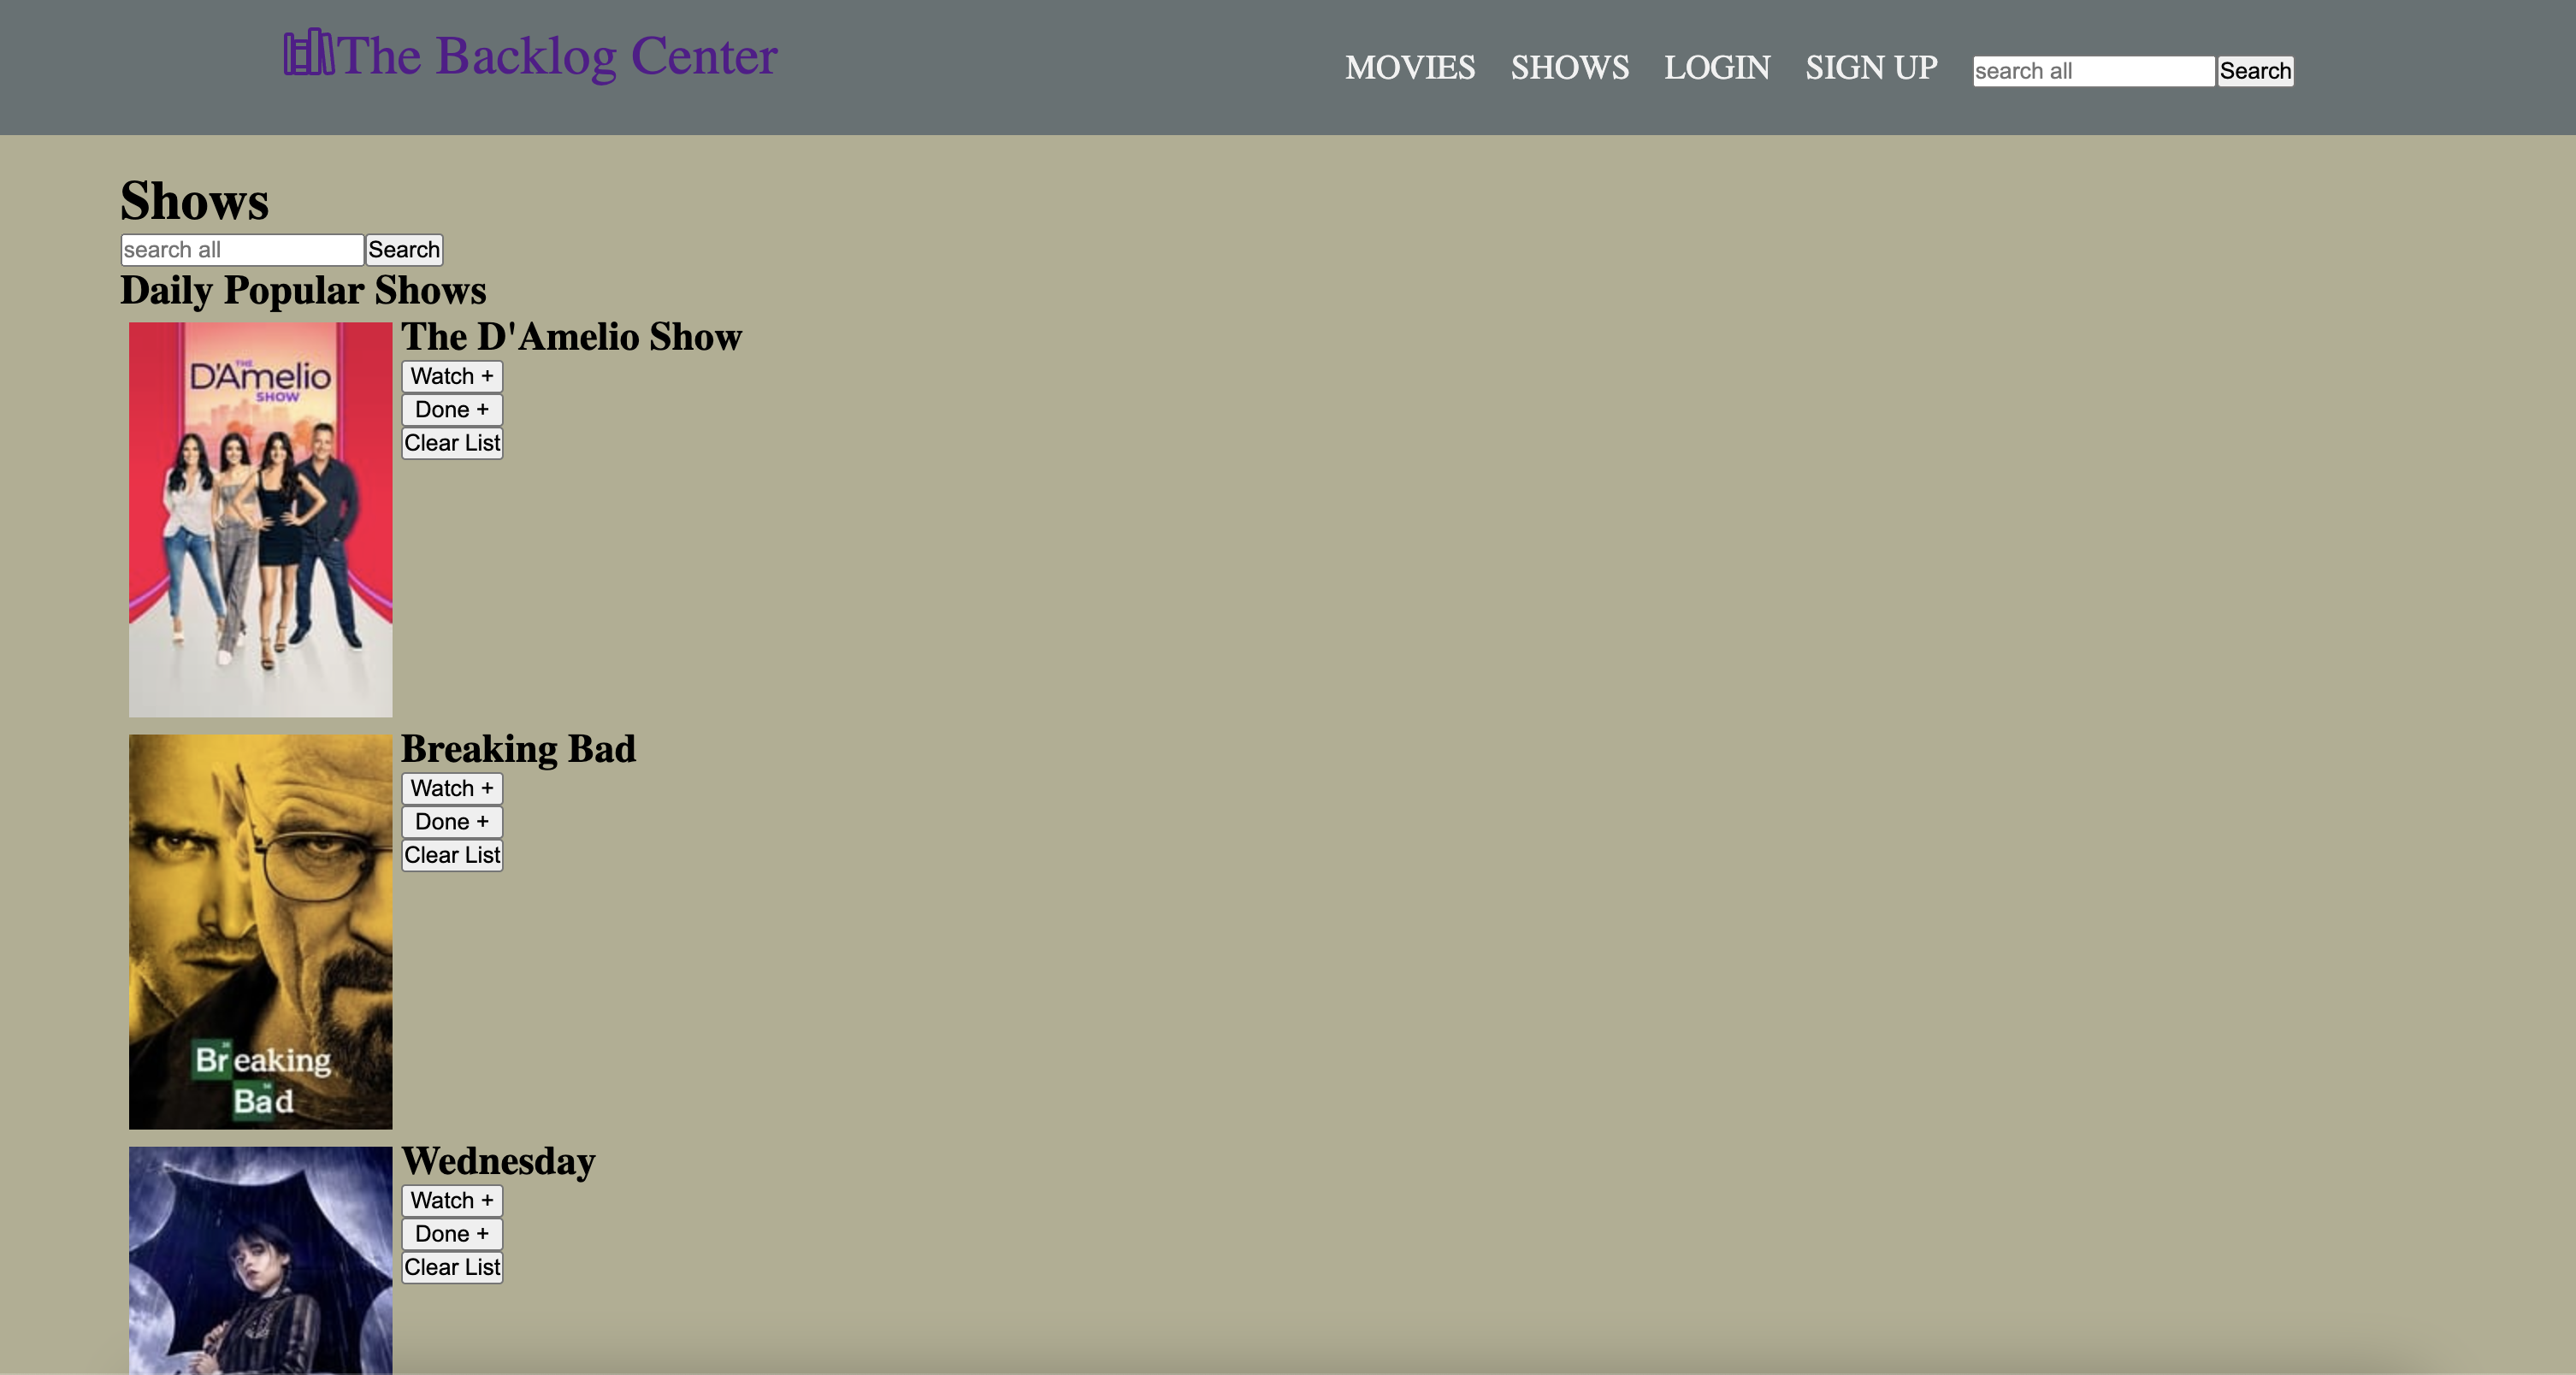 The Backlog Center
MOVIES SHOWS LOGIN SIGN UP search all Search
Shows
search all Search
Daily Popular Shows
THE
D'Amelio
SHOW
The D'Amelio Show
Watch +
Done +
Clear List
Breaking
Bad
Breaking Bad
Watch +
Done +
Clear List
Wednesday
Watch +
Done +
Clear List